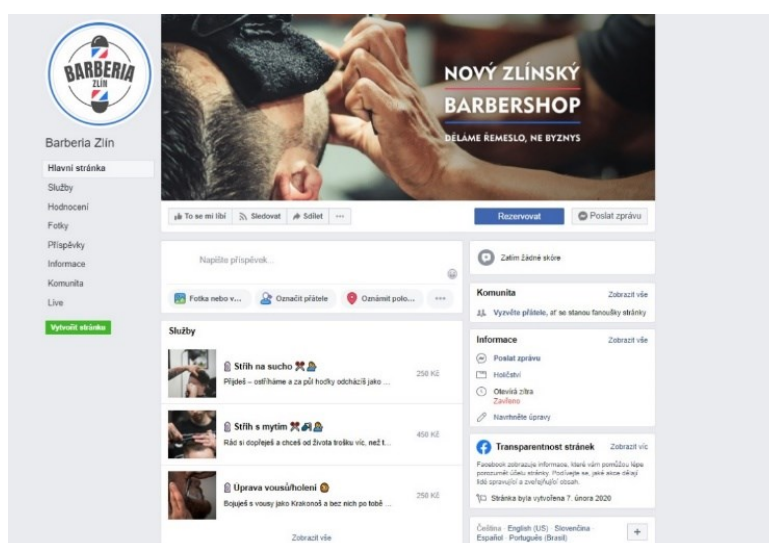 BARBERIA
ZLÍN
NOVÝ ZLÍNSKÝ
BARBERSHOP
DĚLÁME ŘEMESLO, NE BYZNYS
Barberia Zlín
Hlavní stránka
Služby
Hodnocení
Fotky
Příspěvky
Informace
Komunita
Live
Vytvořit stránku
To se mi líbí
Sledovat
Sdílet
Rezervovat
Poslat zprávu
Napište příspěvek...
Fotka nebo v...
Označit přátele
Oznámit polo...
Služby
Střih na sucho
Přijdeš – ostříháme a za půl hodky odcházíš jako ...
250 Kč
Střih s mytím
Rád si dopřeješ a chceš od života trošku víc, než t...
450 Kč
Úprava vousů/holení
Bojuješ s vousy jako Krakonoš a bez nich po tobě ...
250 Kč
Zobrazit vše
Zatím žádné skóre
Komunita Zobrazit vše
Vyzvěte přátele, ať se stanou fanoušky stránky
Informace Zobrazit vše
Poslat zprávu
Holičství
Otevírá zítra
Zavřeno
Navrhněte úpravy
Transparentnost stránek Zobrazit víc
Facebook zobrazuje informace, které vám pomůžou lépe
porozumět účelu stránky. Podívejte se, jaké akce dělají
lidé spravující a zveřejňující obsah.
Stránka byla vytvořena 7. února 2020
Čeština · English (US) · Slovenčina ·
Español · Português (Brasil)